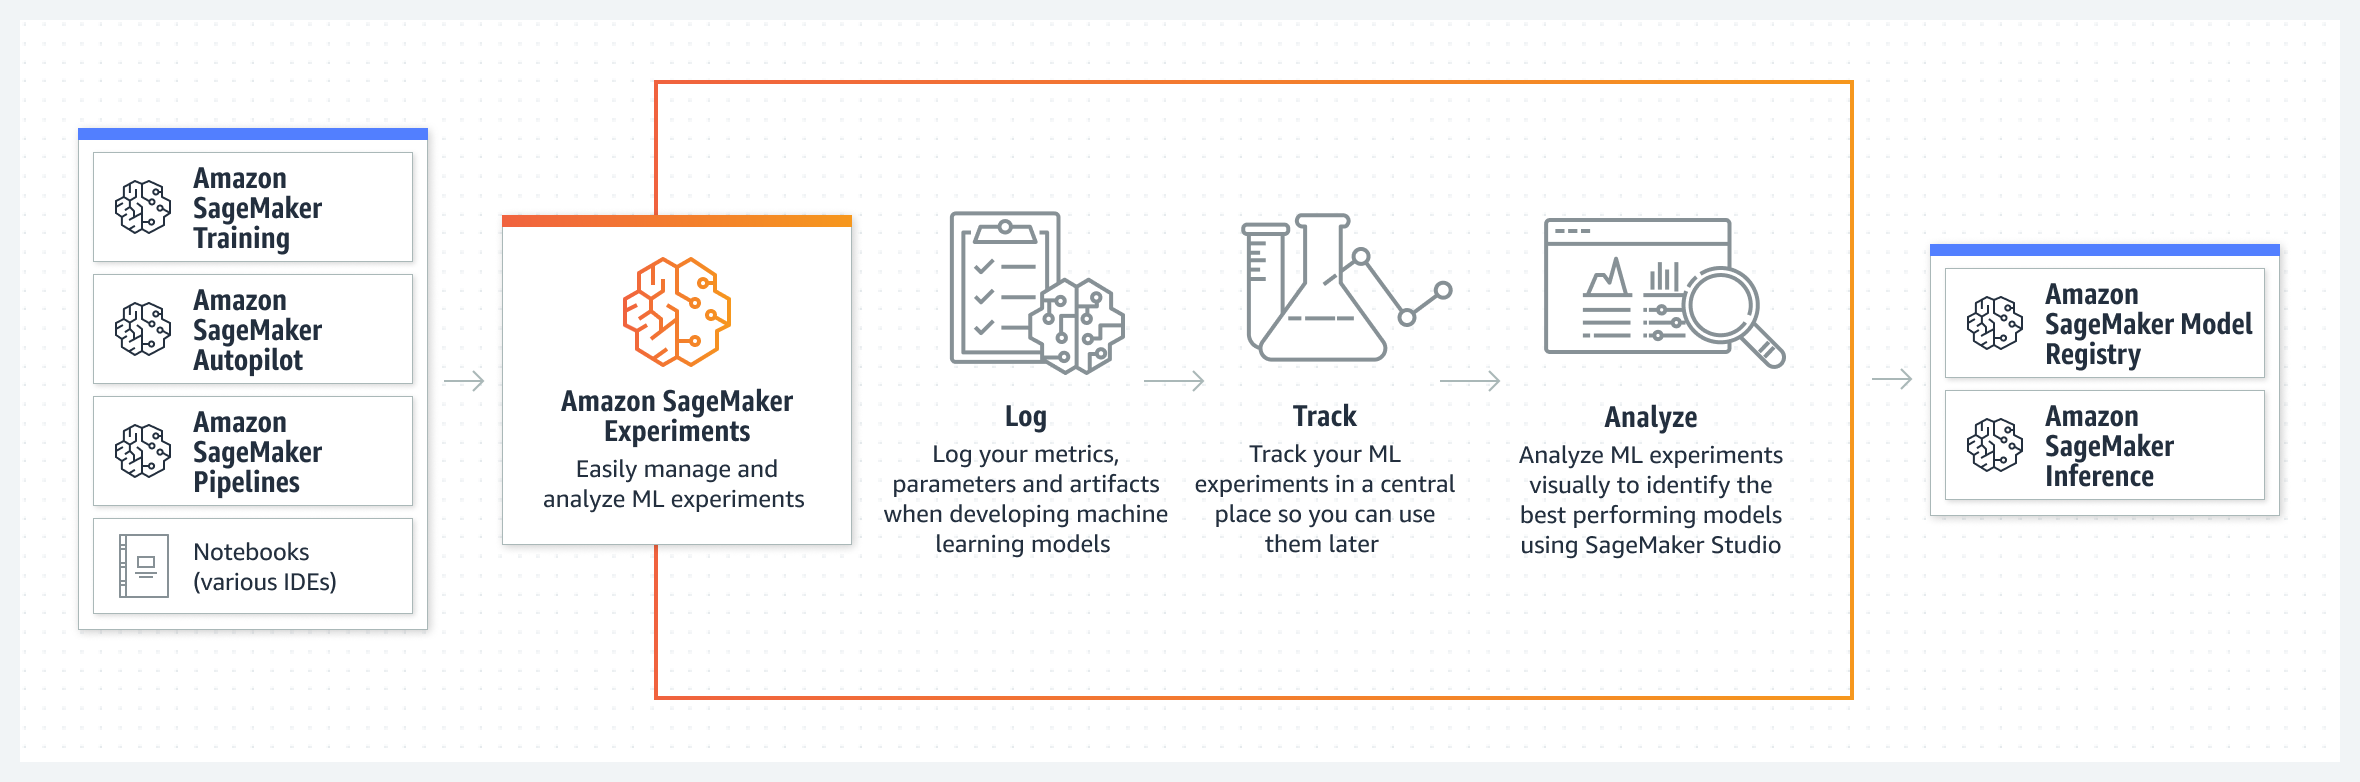 Amazon
SageMaker
Training
Amazon
SageMaker
Autopilot
Amazon
SageMaker
Pipelines
Notebooks
(various IDEs)
Amazon SageMaker
Experiments
Easily manage and
analyze ML experiments
Log
Log your metrics,
parameters and artifacts
when developing machine
learning models
Track
Track your ML
experiments in a central
place so you can use
them later
Analyze
Analyze ML experiments
visually to identify the
best performing models
using SageMaker Studio
Amazon
SageMaker Model
Registry
Amazon
SageMaker
Inference